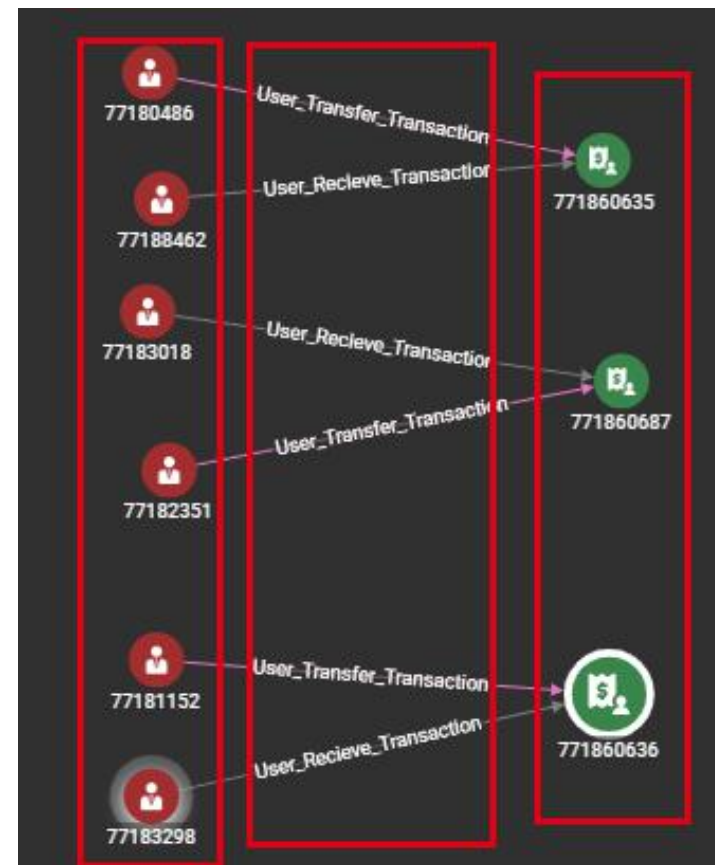 77180486
User_Transfer_Transaction
User_Recieve_Transaction
771860635
77188462
77183018
User_Recieve_Transaction
771860687
User_Transfer_Transaction
77182351
77181152
User_Transfer_Transaction
771860636
User_Recieve_Transaction
77183298